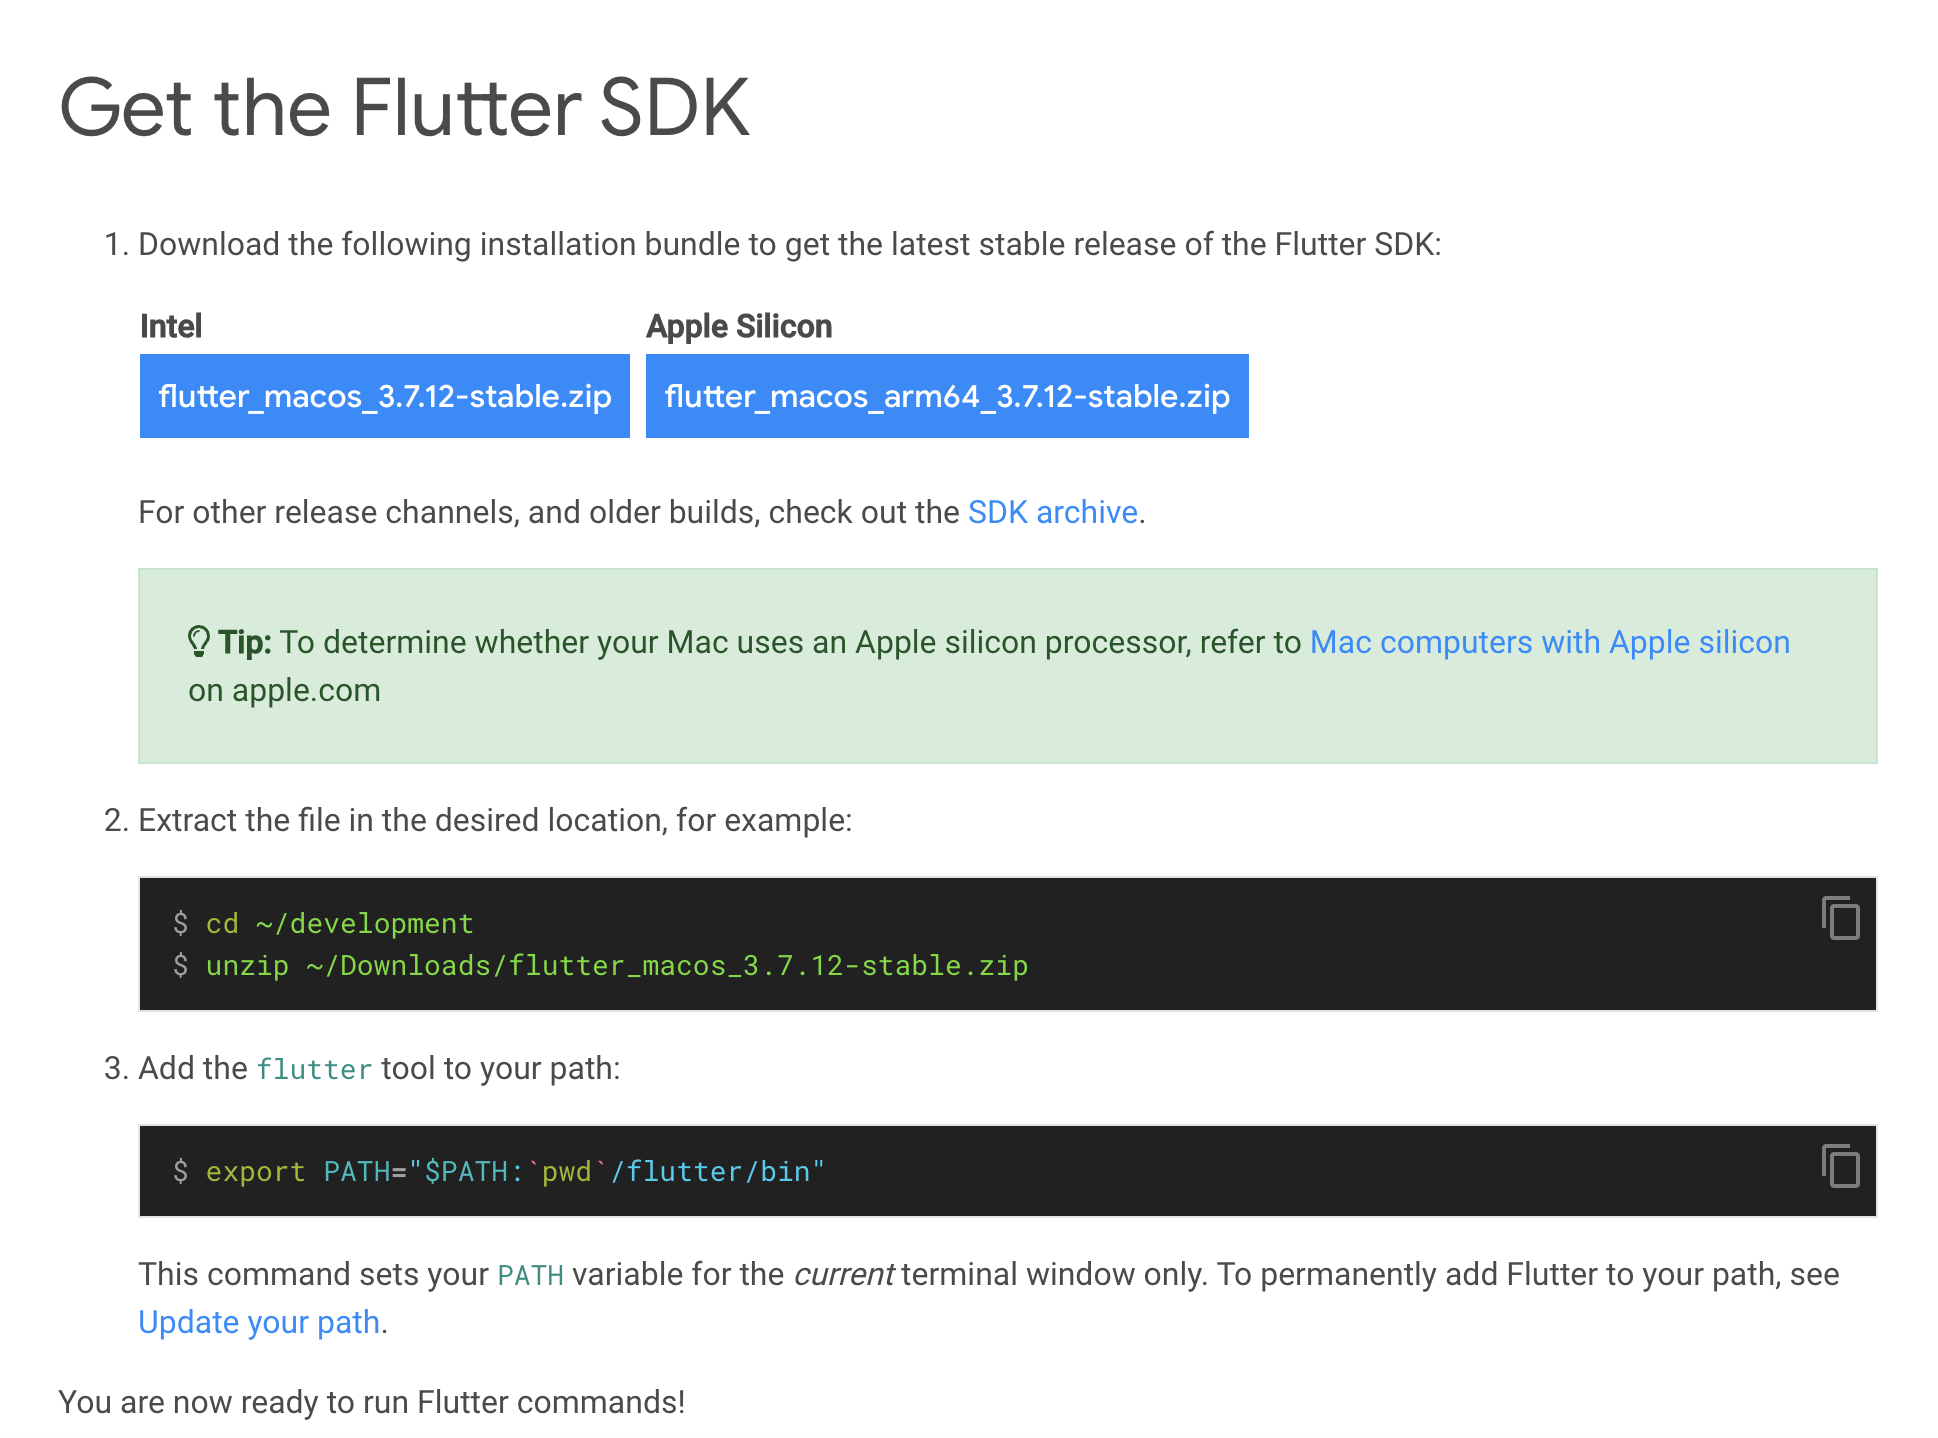 Get the Flutter SDK
1. Download the following installation bundle to get the latest stable release of the Flutter SDK:
Intel Apple Silicon
flutter_macos_3.7.12-stable.zip flutter_macos_arm64_3.7.12-stable.zip
For other release channels, and older builds, check out the SDK archive.
Tip: To determine whether your Mac uses an Apple silicon processor, refer to Mac computers with Apple silicon
on apple.com
2. Extract the file in the desired location, for example:
$ cd ~/development
$ unzip ~/Downloads/flutter_macos_3.7.12-stable.zip
3. Add the flutter tool to your path:
$ export PATH="$PATH:`pwd`/flutter/bin"
This command sets your PATH variable for the current terminal window only. To permanently add Flutter to your path, see
Update your path.
You are now ready to run Flutter commands!